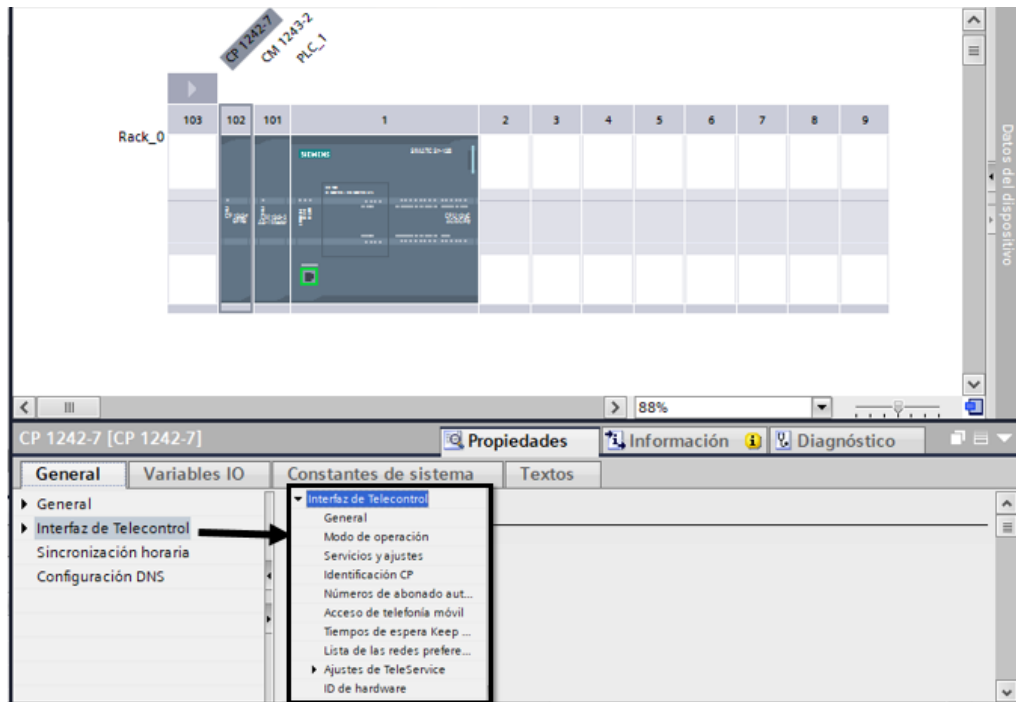 CP 1242-7
CM 1243-2
PLC_1
103 102 101 1 2 3 4 5 6 7 8 9
Rack_0
SIEMENS
Datos del dispositivo
88%
CP 1242-7 [CP 1242-7]
Propiedades Información Diagnóstico
General Variables IO Constantes de sistema Textos
General
Interfaz de Telecontrol
Sincronización horaria
Configuración DNS
Interfaz de Telecontrol
General
Modo de operación
Servicios y ajustes
Identificación CP
Números de abonado aut...
Acceso de telefonía móvil
Tiempos de espera Keep ...
Lista de las redes prefere...
Ajustes de TeleService
ID de hardware